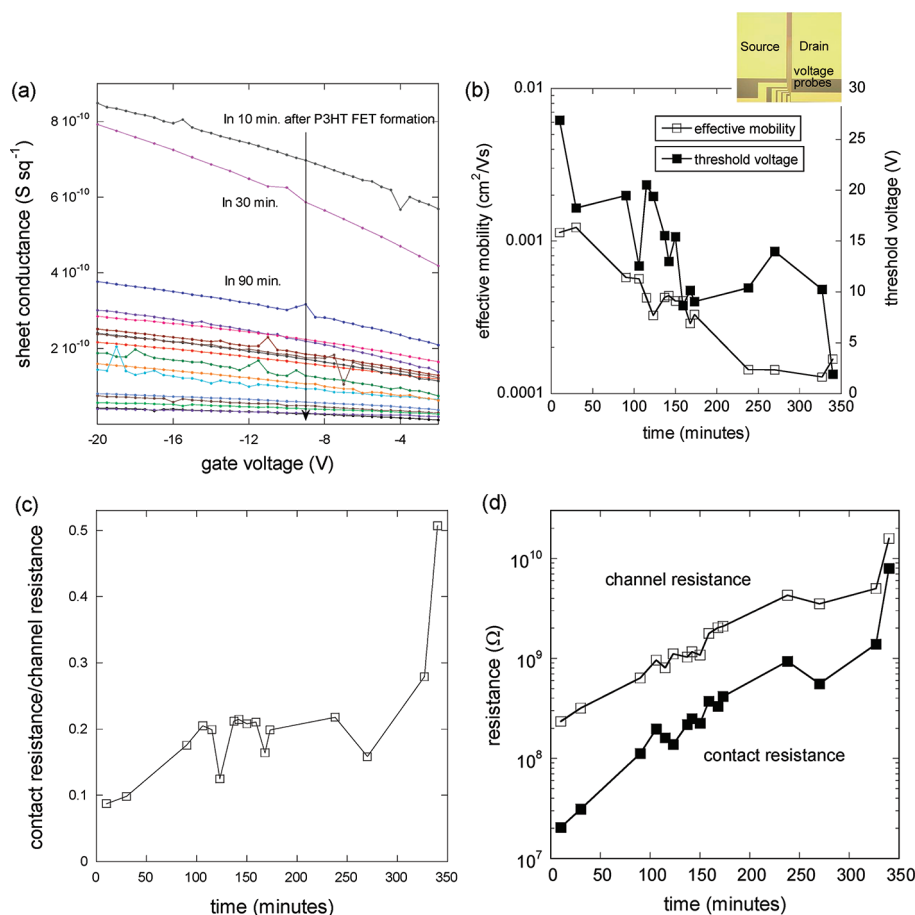 Source Drain
voltage
probes
(a)
sheet conductance (S sq⁻¹)
8 10⁻¹⁰
6 10⁻¹⁰
4 10⁻¹⁰
2 10⁻¹⁰
In 10 min. after P3HT FET formation
In 30 min.
In 90 min.
-20 -16 -12 -8 -4
gate voltage (V)
(b)
effective mobility (cm²/Vs)
0.01
0.001
0.0001
effective mobility
threshold voltage
30
25
20
15
10
5
0
threshold voltage (V)
0 50 100 150 200 250 300 350
time (minutes)
(c)
contact resistance/channel resistance
0.5
0.4
0.3
0.2
0.1
0
0 50 100 150 200 250 300 350
time (minutes)
(d)
resistance (Ω)
10¹⁰
10⁹
10⁸
10⁷
channel resistance
contact resistance
0 50 100 150 200 250 300 350
time (minutes)